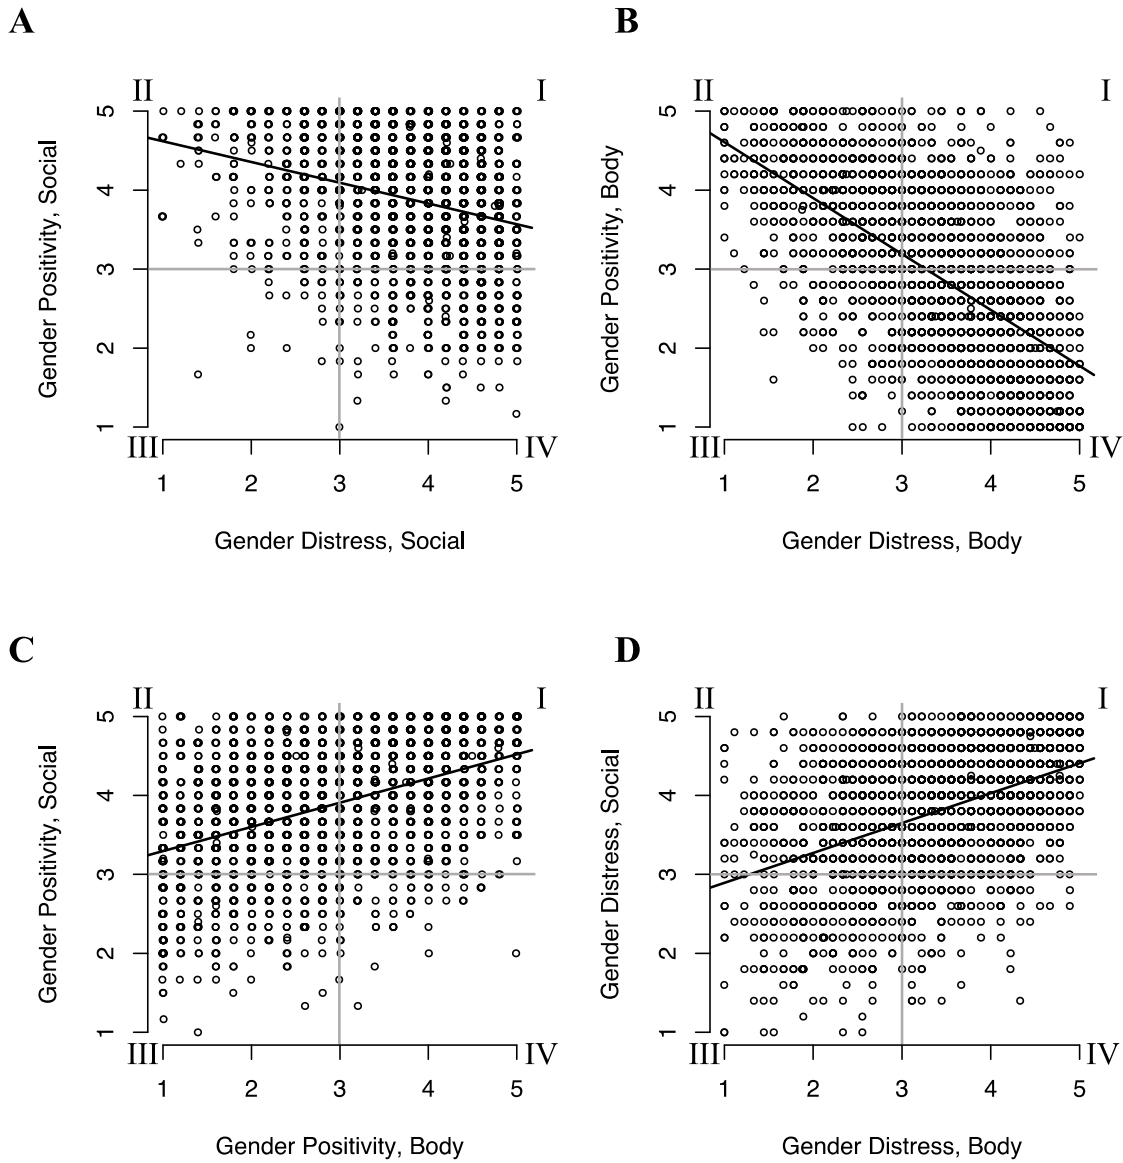 A
B
II
I
II
I
5
4
3
2
1
Gender Positivity, Social
5
4
3
2
1
Gender Positivity, Body
III
IV
III
IV
1 2 3 4 5
1 2 3 4 5
Gender Distress, Social
Gender Distress, Body
C
D
II
I
II
I
5
4
3
2
1
Gender Positivity, Social
5
4
3
2
1
Gender Distress, Social
III
IV
III
IV
1 2 3 4 5
1 2 3 4 5
Gender Positivity, Body
Gender Distress, Body